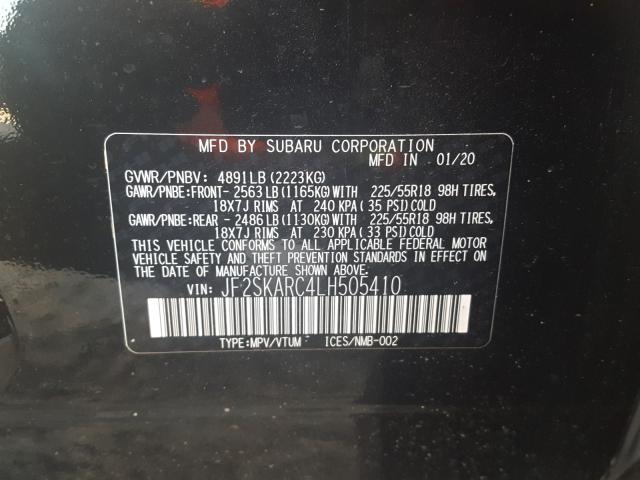 MFD BY SUBARU CORPORATION
MFD IN 01/20
GVWR/PNBV: 4891LB (2223KG)
GAWR/PNBE:FRONT- 2563 LB (1165KG) WITH 225/55R18 98H TIRES,
18X7J RIMS AT 240 KPA ( 35 PSI) COLD
GAWR/PNBE:REAR - 2486 LB (1130KG) WITH 225/55R18 98H TIRES,
18X7J RIMS AT 230 KPA ( 33 PSI) COLD
THIS VEHICLE CONFORMS TO ALL APPLICABLE FEDERAL MOTOR
VEHICLE SAFETY AND THEFT PREVENTION STANDARDS IN EFFECT
ON THE DATE OF MANUFACTURE SHOWN ABOVE.
VIN: JF2SKARC4LH505410
TYPE:MPV/VTUM ICES/NMB-002